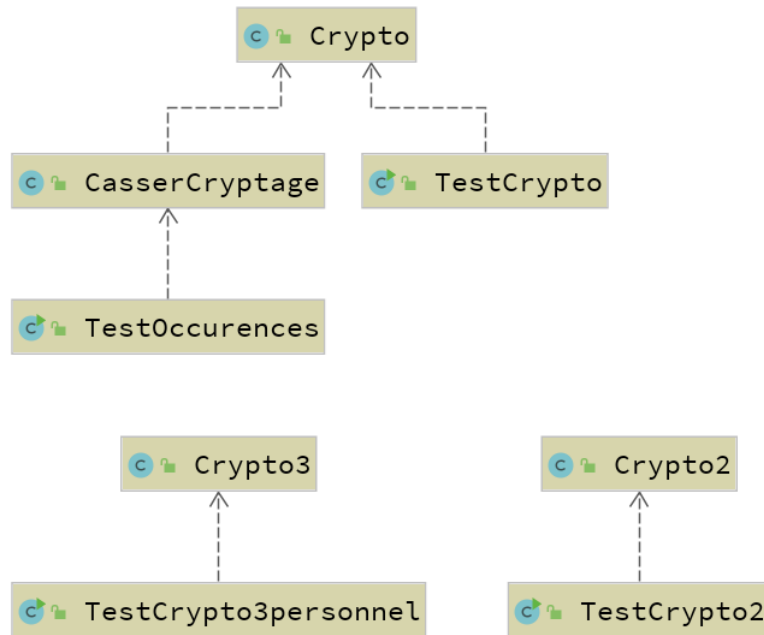 Crypto
CasserCryptage
TestCrypto
TestOccurences
Crypto3
Crypto2
TestCrypto3personnel
TestCrypto2